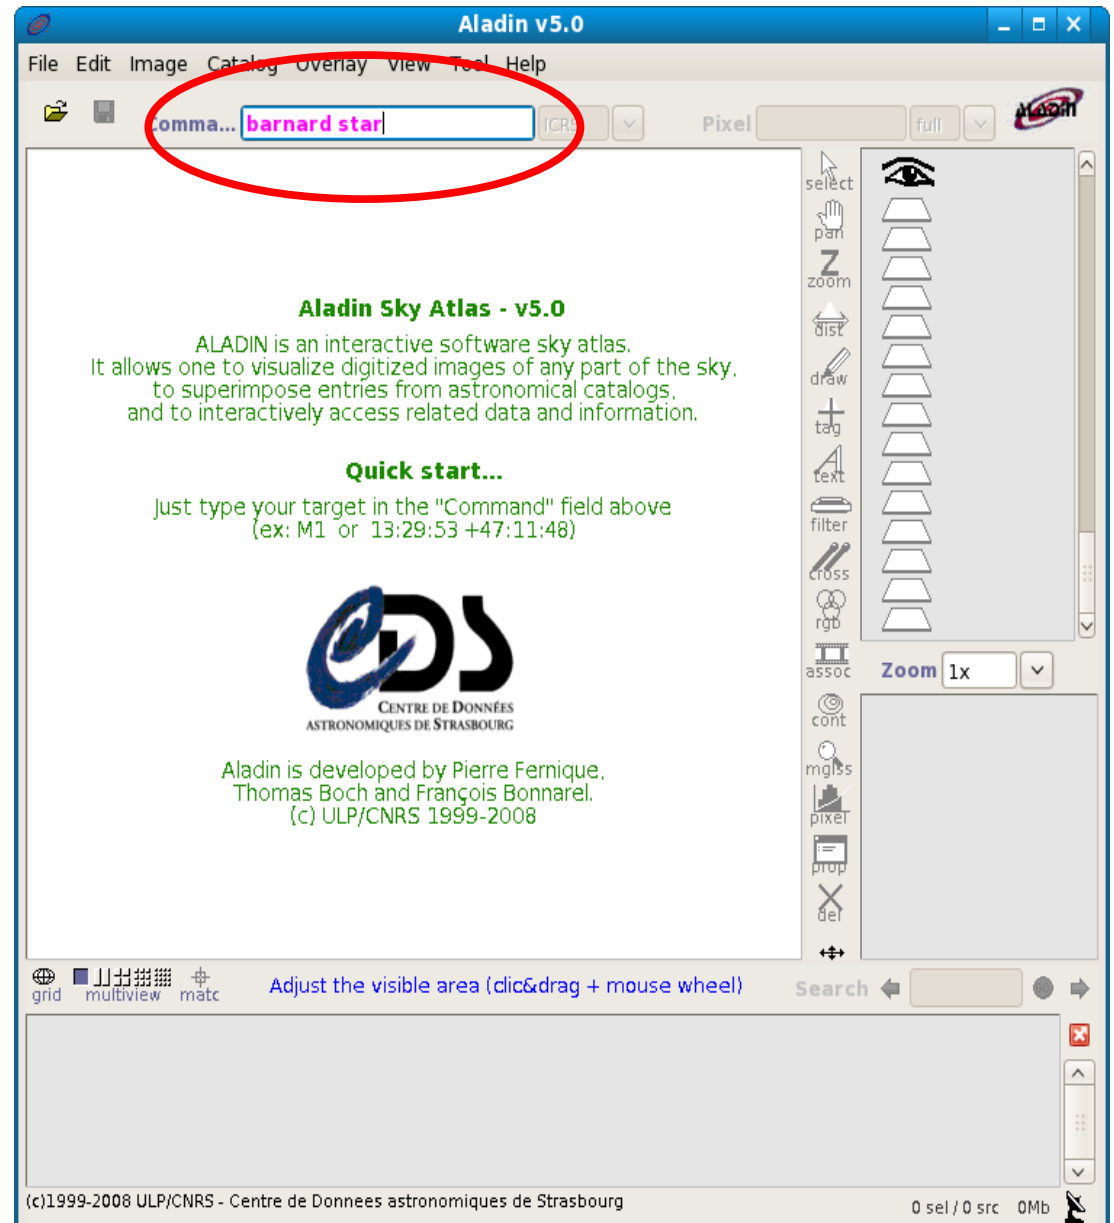 Aladin v5.0
File Edit Image Catalog Overlay View Tool Help
Comma... barnard star ICRS Pixel full Aladin
select
pan
Z
zoom
dist
draw
tag
text
filter
cross
rgb
assoc
cont
mglss
pixel
prop
del
Aladin Sky Atlas - v5.0
ALADIN is an interactive software sky atlas.
It allows one to visualize digitized images of any part of the sky,
to superimpose entries from astronomical catalogs,
and to interactively access related data and information.
Quick start...
Just type your target in the "Command" field above
(ex: M1 or 13:29:53 +47:11:48)
CDS
CENTRE DE DONNÉES
ASTRONOMIQUES DE STRASBOURG
Aladin is developed by Pierre Fernique,
Thomas Boch and François Bonnarel.
(c) ULP/CNRS 1999-2008
Zoom 1x
grid multiview matc Adjust the visible area (clic&drag + mouse wheel) Search GO
(c)1999-2008 ULP/CNRS - Centre de Donnees astronomiques de Strasbourg 0 sel / 0 src 0Mb